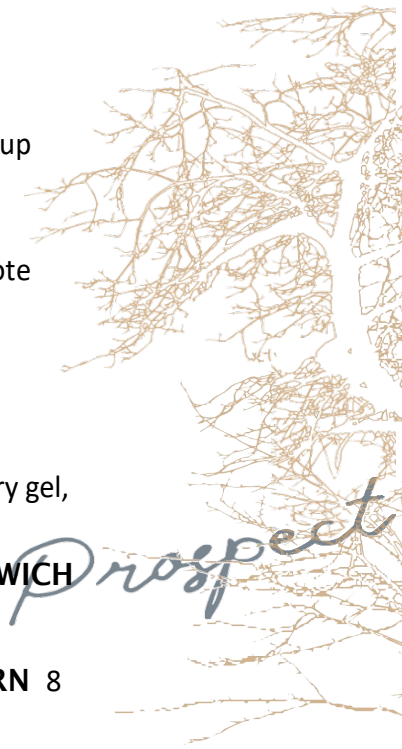 up
ote
ry gel,
WICH
Prospect
RN 8